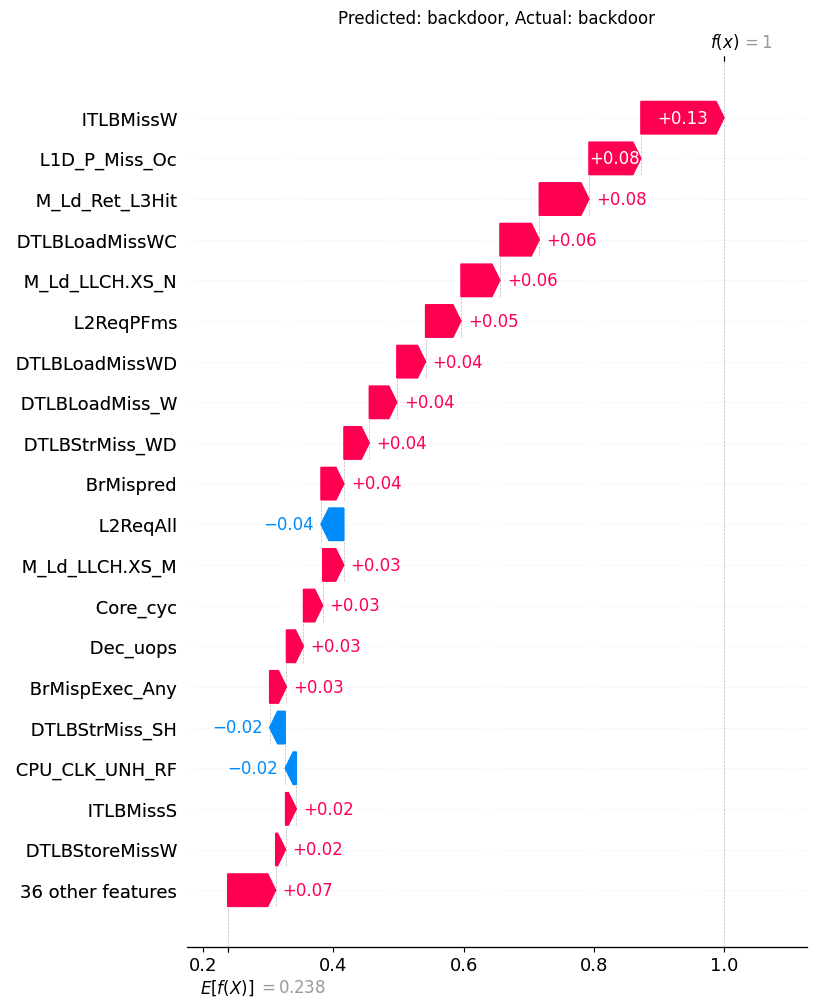 Predicted: backdoor, Actual: backdoor
f(x) = 1
ITLBMissW +0.13
L1D_P_Miss_Oc +0.08
M_Ld_Ret_L3Hit +0.08
DTLBLoadMissWC +0.06
M_Ld_LLCH.XS_N +0.06
L2ReqPFms +0.05
DTLBLoadMissWD +0.04
DTLBLoadMiss_W +0.04
DTLBStrMiss_WD +0.04
BrMispred +0.04
L2ReqAll −0.04
M_Ld_LLCH.XS_M +0.03
Core_cyc +0.03
Dec_uops +0.03
BrMispExec_Any +0.03
DTLBStrMiss_SH −0.02
CPU_CLK_UNH_RF −0.02
ITLBMissS +0.02
DTLBStoreMissW +0.02
36 other features +0.07
0.2 0.4 0.6 0.8 1.0
E[f(X)] = 0.238